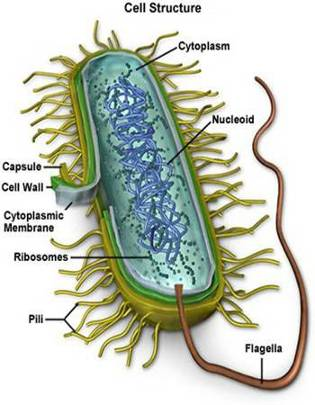 Cell Structure
Cytoplasm
Nucleoid
Capsule
Cell Wall
Cytoplasmic
Membrane
Ribosomes
Pili
Flagella